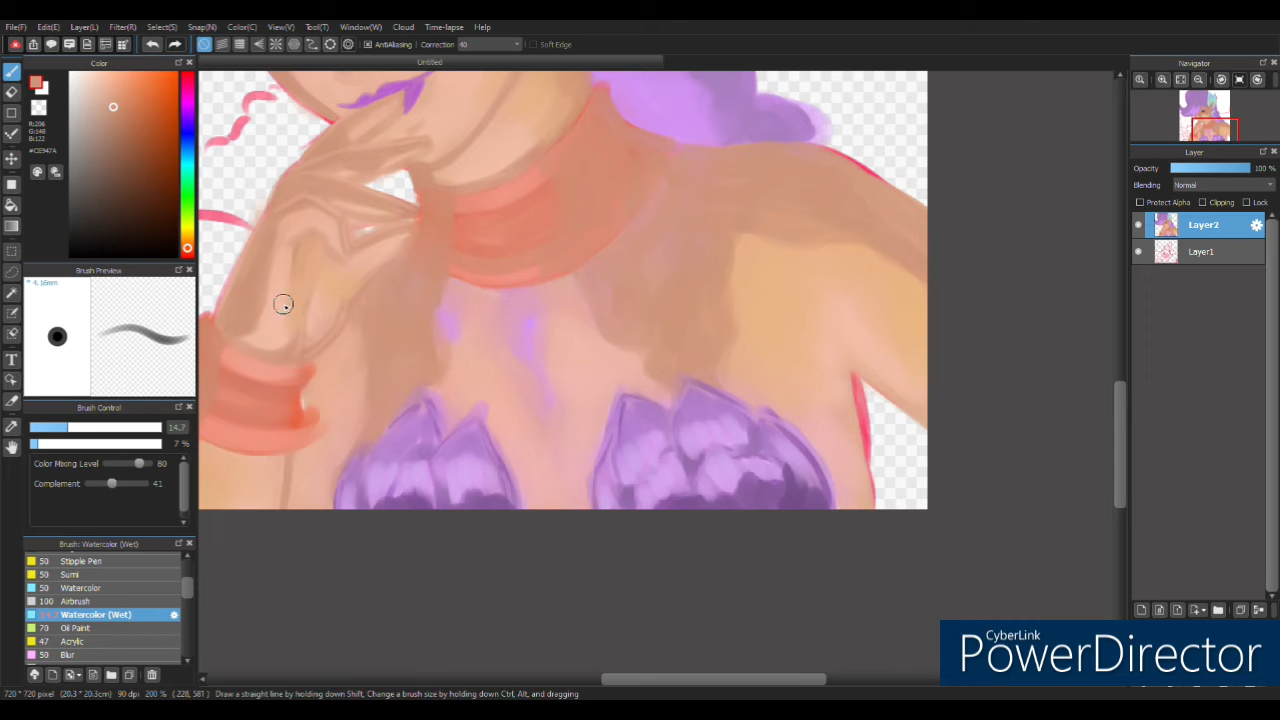 File(F) Edit(E) Layer(L) Filter(R) Select(S) Snap(N) Color(C) View(V) Tool(T) Window(W) Cloud Time-lapse Help
AntiAliasing Correction 40 Soft Edge
Color
Untitled
Navigator
R:206
G:148
B:122
#CE947A
Layer
Opacity 100 %
Blending Normal
Protect Alpha Clipping Lock
Layer2
Layer1
Brush Preview
* 4.16mm
Brush Control
14.7
7 %
Color Mixing Level 80
Complement 41
Brush: Watercolor (Wet)
50 Stipple Pen
50 Sumi
50 Watercolor
100 Airbrush
Watercolor (Wet)
70 Oil Paint
47 Acrylic
50 Blur
CyberLink
PowerDirector
720 * 720 pixel (20.3 * 20.3cm) 90 dpi 200 % ( 228, 581 ) Draw a straight line by holding down Shift, Change a brush size by holding down Ctrl, Alt, and dragging